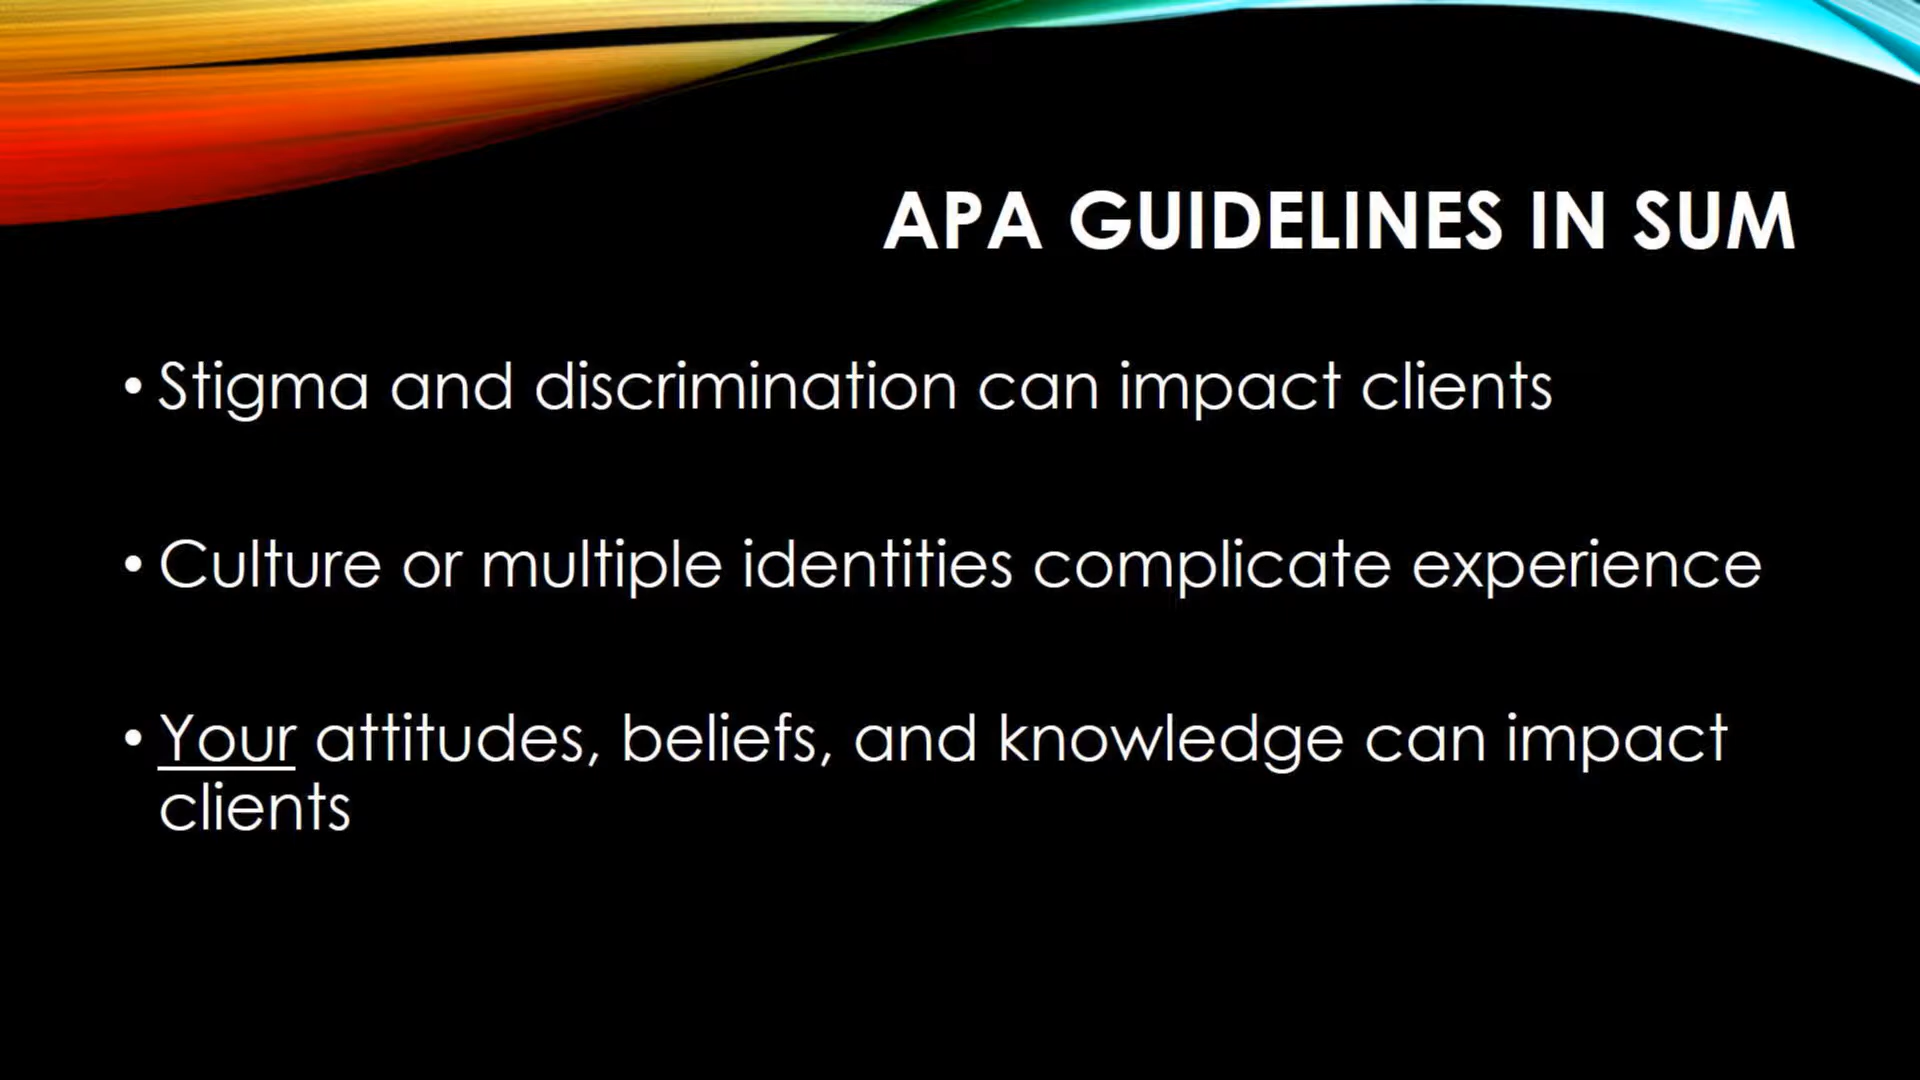 APA GUIDELINES IN SUM
• Stigma and discrimination can impact clients
• Culture or multiple identities complicate experience
• Your attitudes, beliefs, and knowledge can impact
clients